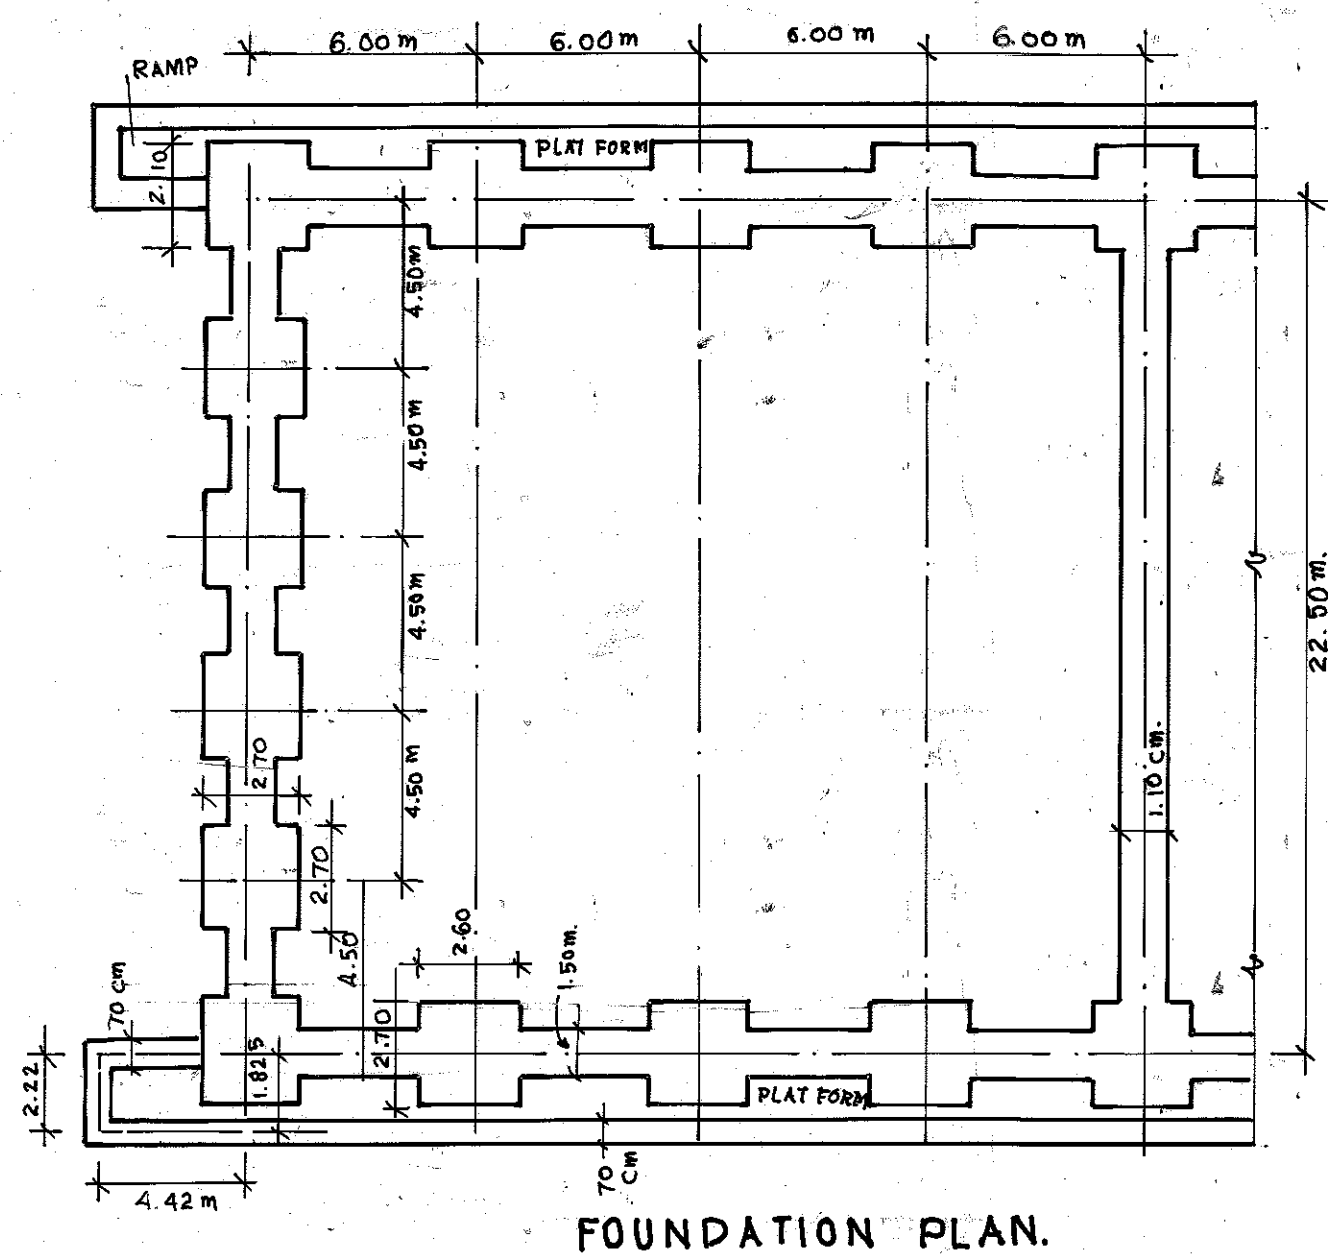 6.00 m 6.00 m 6.00 m 6.00 m
RAMP
PLAT FORM
2.10
4.50 m
4.50 m
4.50 m
4.50 m
22.50 m.
2.70
1.10 cm.
2.70
2.60
4.50
1.50 m.
70 cm
2.70
1.825
2.22
PLAT FORM
70
cm
4.42 m
FOUNDATION PLAN.